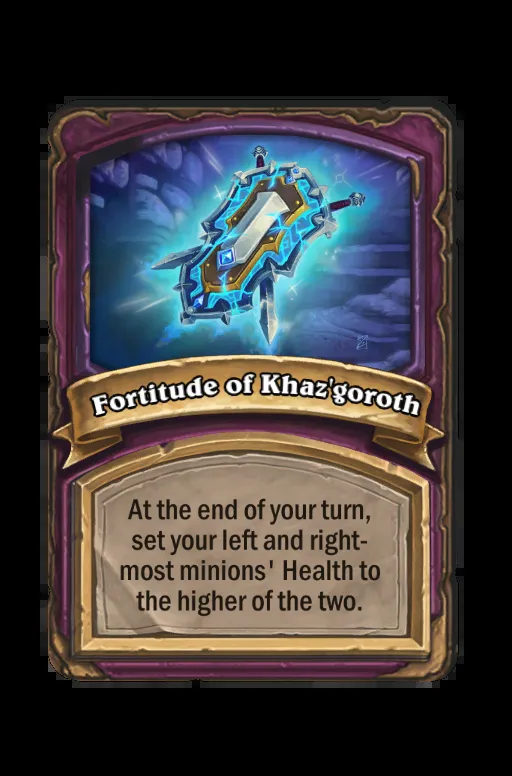 Fortitude of Khaz'goroth
At the end of your turn,
set your left and right-
most minions' Health to
the higher of the two.